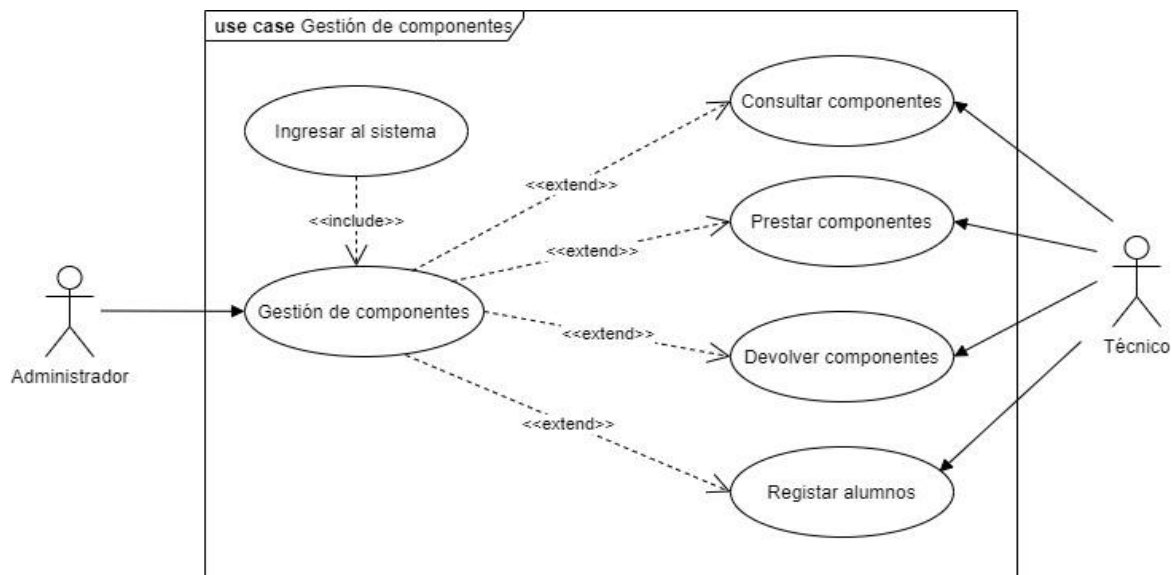 use case Gestión de componentes
Ingresar al sistema
Consultar componentes
<<extend>>
<<include>>
Prestar componentes
<<extend>>
Gestión de componentes
Administrador
Técnico
<<extend>>
Devolver componentes
<<extend>>
Registar alumnos